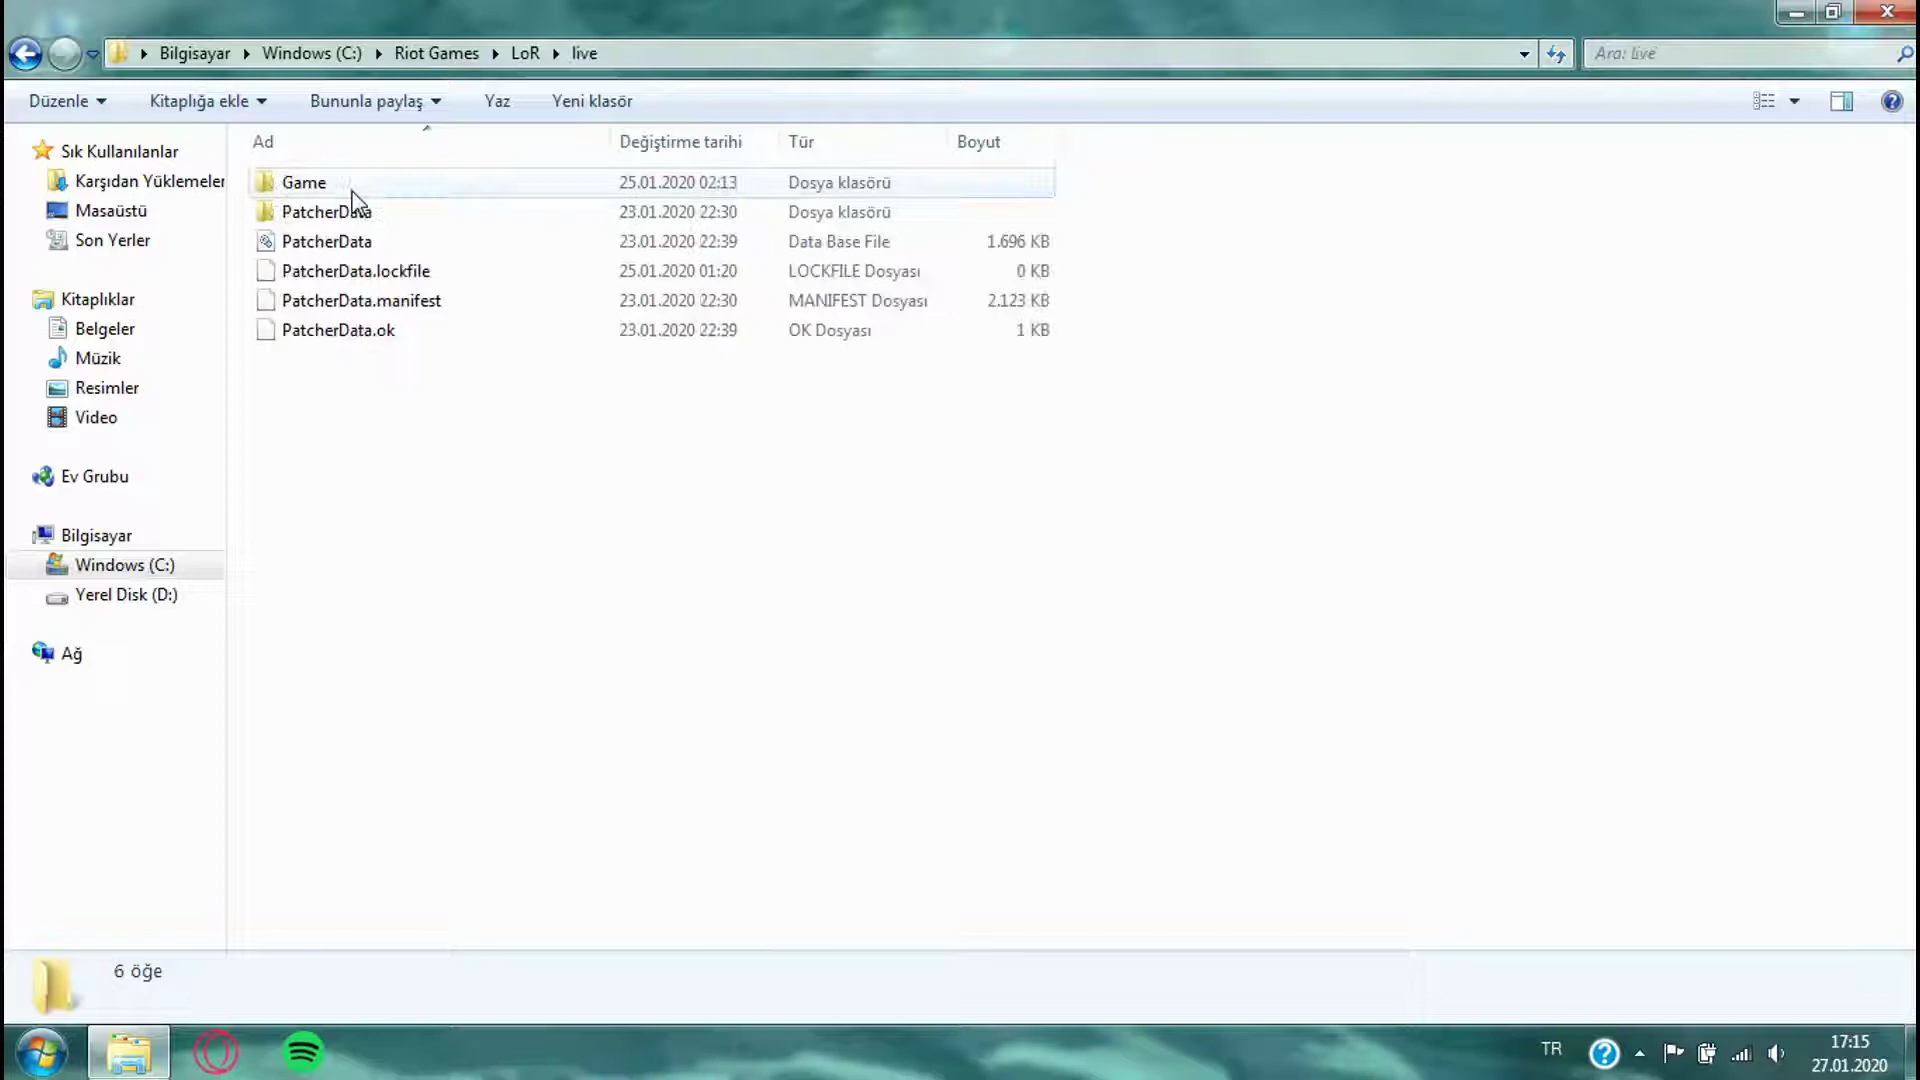 Bilgisayar Windows (C:) Riot Games LoR live
Ara: live
Düzenle Kitaplığa ekle Bununla paylaş Yaz Yeni klasör
Ad Değiştirme tarihi Tür Boyut
Game 25.01.2020 02:13 Dosya klasörü
PatcherData 23.01.2020 22:30 Dosya klasörü
PatcherData 23.01.2020 22:39 Data Base File 1.696 KB
PatcherData.lockfile 25.01.2020 01:20 LOCKFILE Dosyası 0 KB
PatcherData.manifest 23.01.2020 22:30 MANIFEST Dosyası 2.123 KB
PatcherData.ok 23.01.2020 22:39 OK Dosyası 1 KB
Sık Kullanılanlar
Karşıdan Yüklemeler
Masaüstü
Son Yerler
Kitaplıklar
Belgeler
Müzik
Resimler
Video
Ev Grubu
Bilgisayar
Windows (C:)
Yerel Disk (D:)
Ağ
6 öğe
TR
17:15
27.01.2020